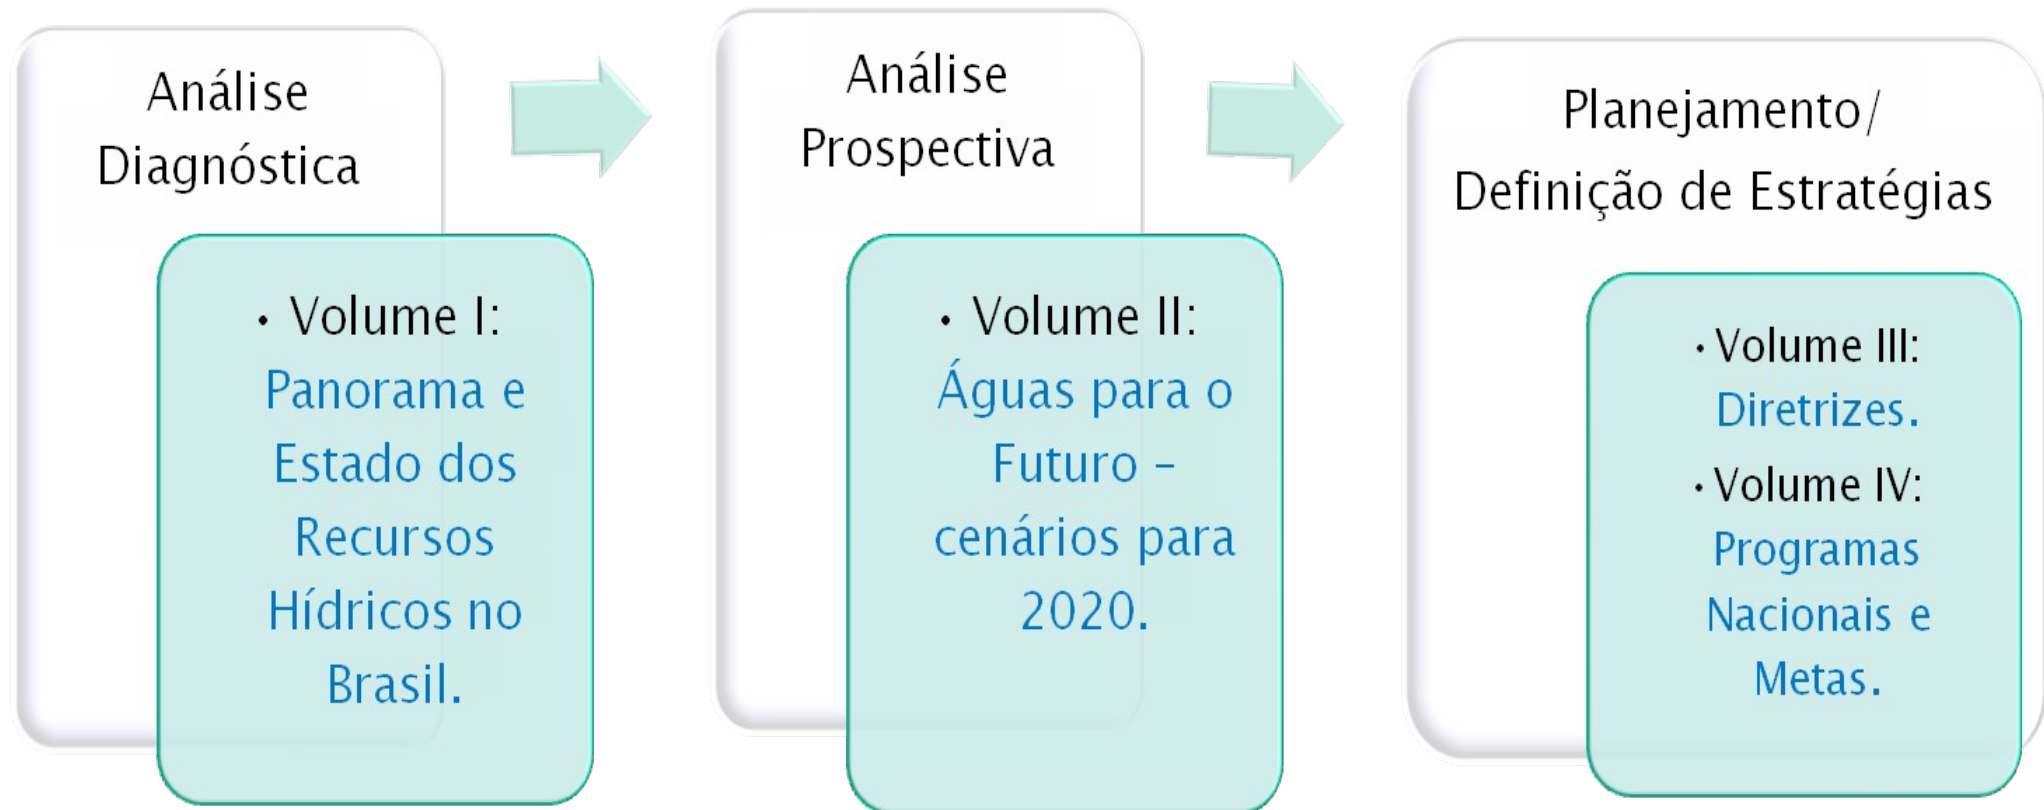 Análise
Diagnóstica
• Volume I:
Panorama e
Estado dos
Recursos
Hídricos no
Brasil.
Análise
Prospectiva
• Volume II:
Águas para o
Futuro –
cenários para
2020.
Planejamento/
Definição de Estratégias
• Volume III:
Diretrizes.
• Volume IV:
Programas
Nacionais e
Metas.